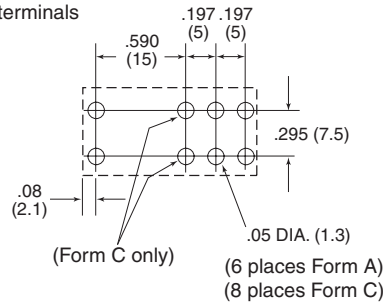 terminals
.197 .197
(5) (5)
.590
(15)
.295 (7.5)
.08
(2.1)
.05 DIA. (1.3)
(Form C only)
(6 places Form A)
(8 places Form C)